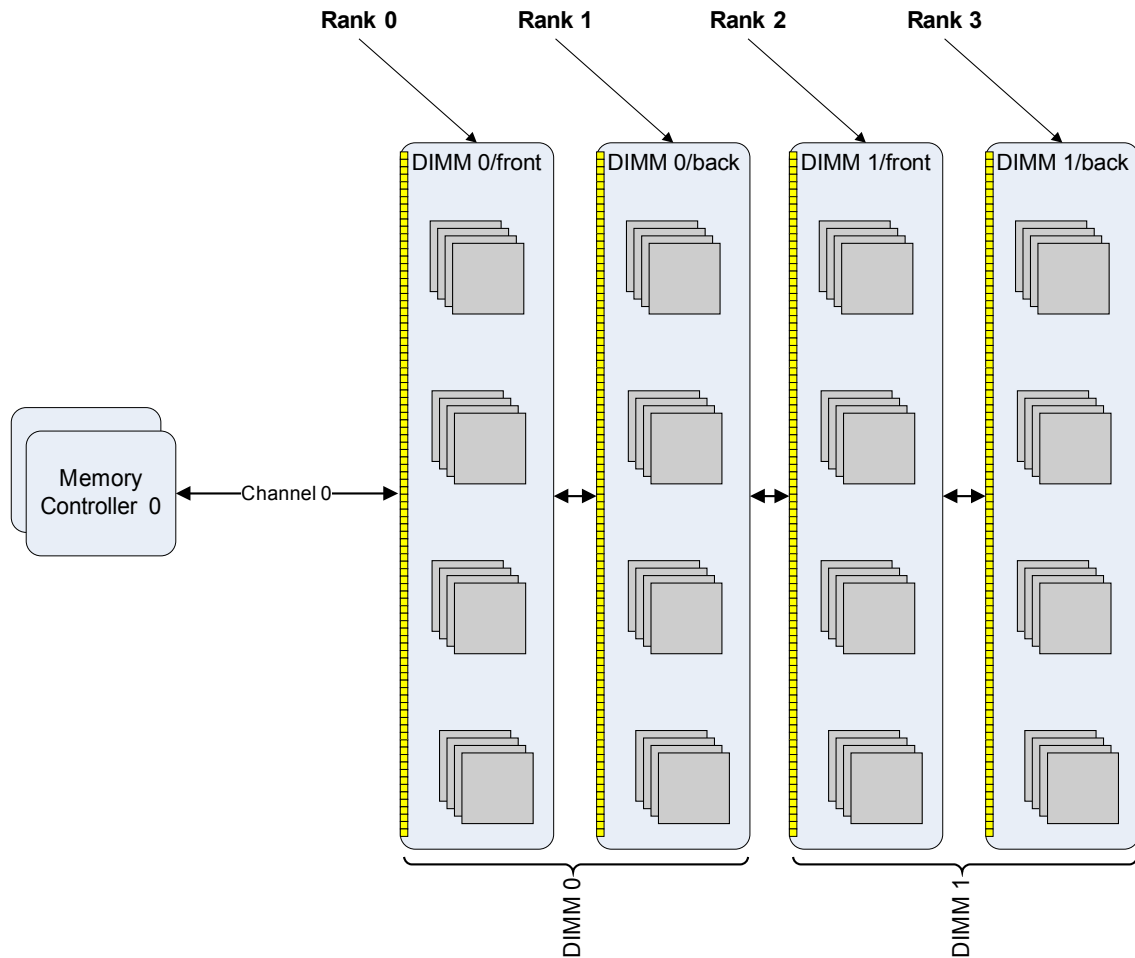 Rank 0
Rank 1
Rank 2
Rank 3
DIMM 0/front
DIMM 0/back
DIMM 1/front
DIMM 1/back
Memory
Controller 0
Channel 0
DIMM 0
DIMM 1